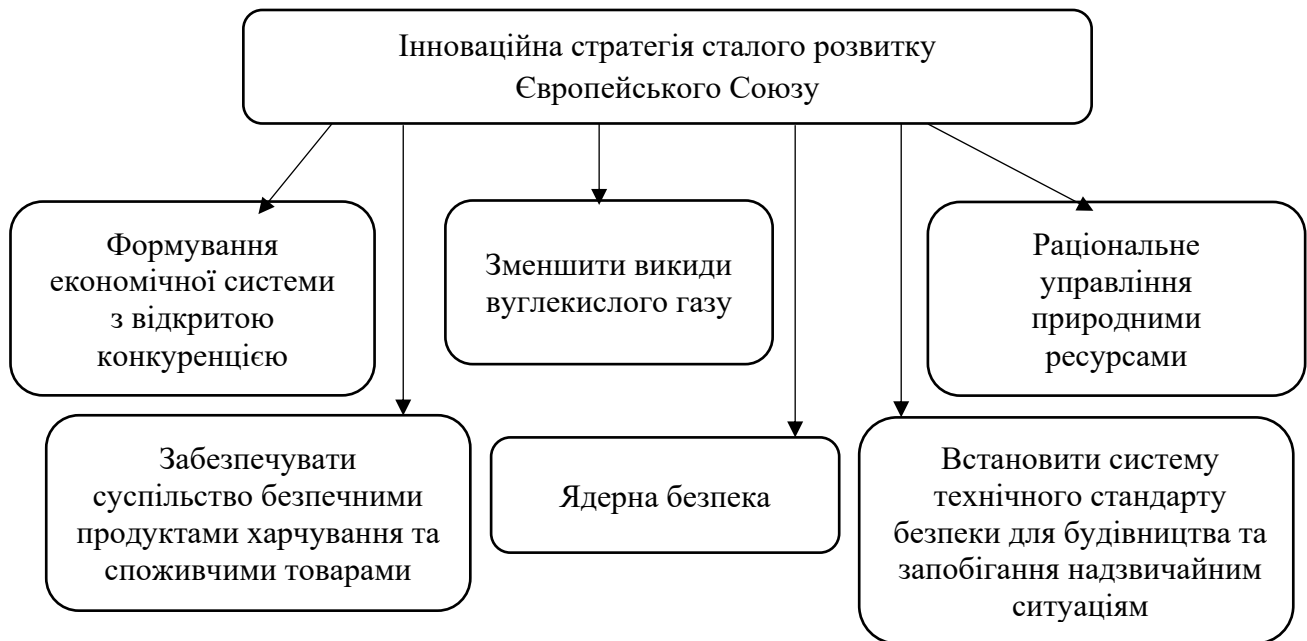 Інноваційна стратегія сталого розвитку
Європейського Союзу
Формування
економічної системи
з відкритою
конкуренцією
Зменшити викиди
вуглекислого газу
Раціональне
управління
природними
ресурсами
Забезпечувати
суспільство безпечними
продуктами харчування та
споживчими товарами
Ядерна безпека
Встановити систему
технічного стандарту
безпеки для будівництва та
запобігання надзвичайним
ситуаціям